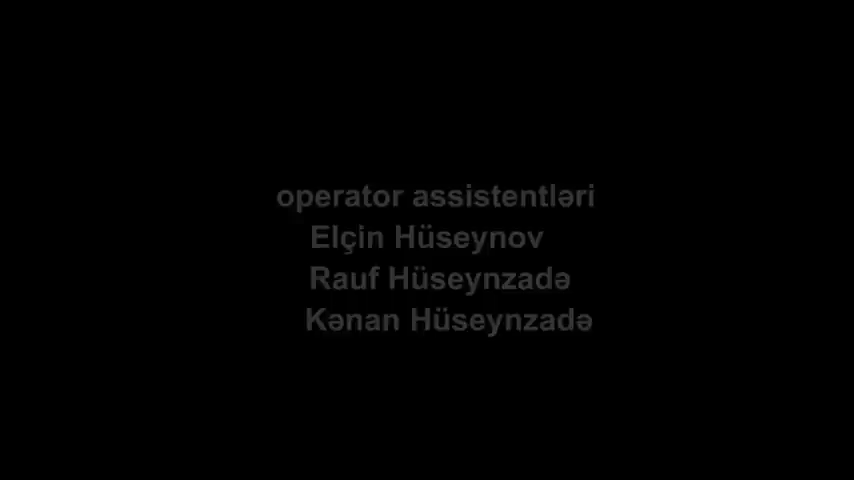 operator assistentləri
Elçin Hüseynov
Rauf Hüseynzadə
Kənan Hüseynzadə